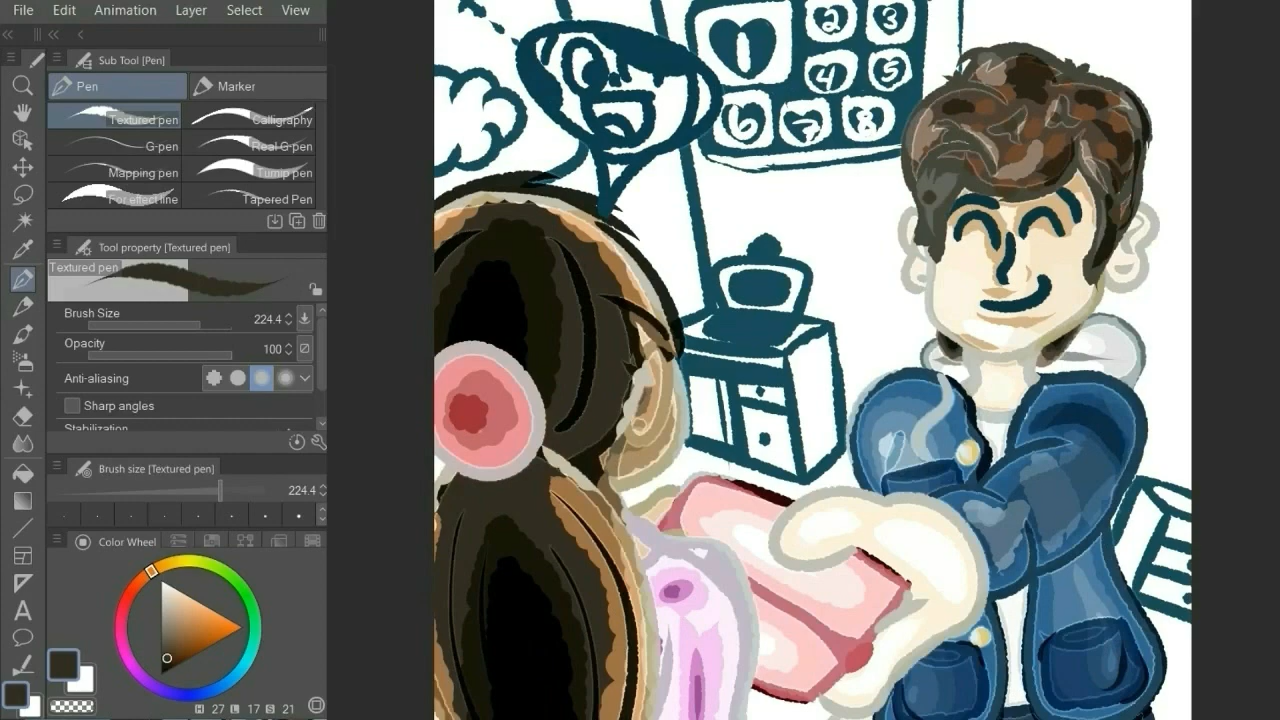 File Edit Animation Layer Select View
Sub Tool [Pen]
Pen Marker
Textured pen Calligraphy
G-pen Real G-pen
Mapping pen Turnip pen
For effect line Tapered Pen
Tool property [Textured pen]
Textured pen
Brush Size 224.4
Opacity 100
Anti-aliasing
Sharp angles
Stabilization
Brush size [Textured pen]
224.4
Color Wheel
H 27 L 17 S 21
1 2 3
4 5
6 7 8